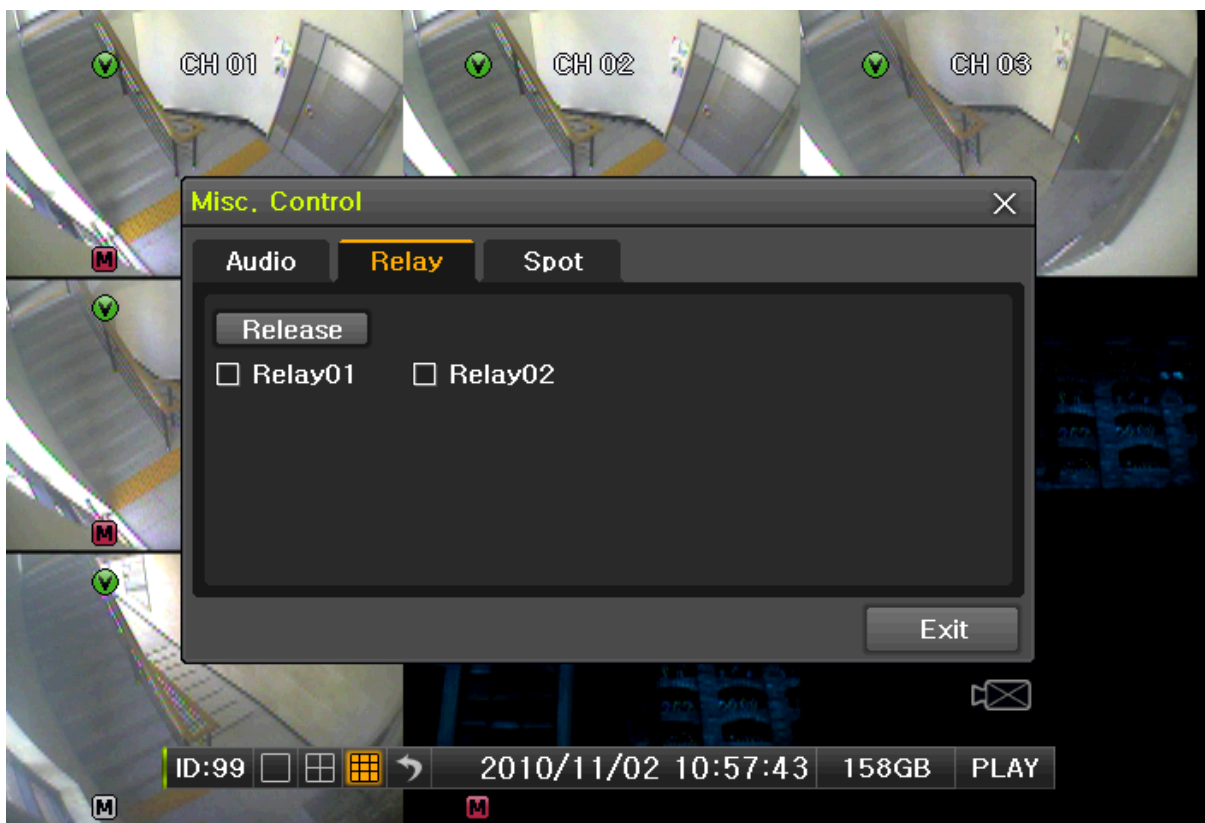 CH 01 CH 02 CH 03
Misc. Control
M
Audio Relay Spot
Release
Relay01 Relay02
M
Exit
ID:99 2010/11/02 10:57:43 158GB PLAY
M M